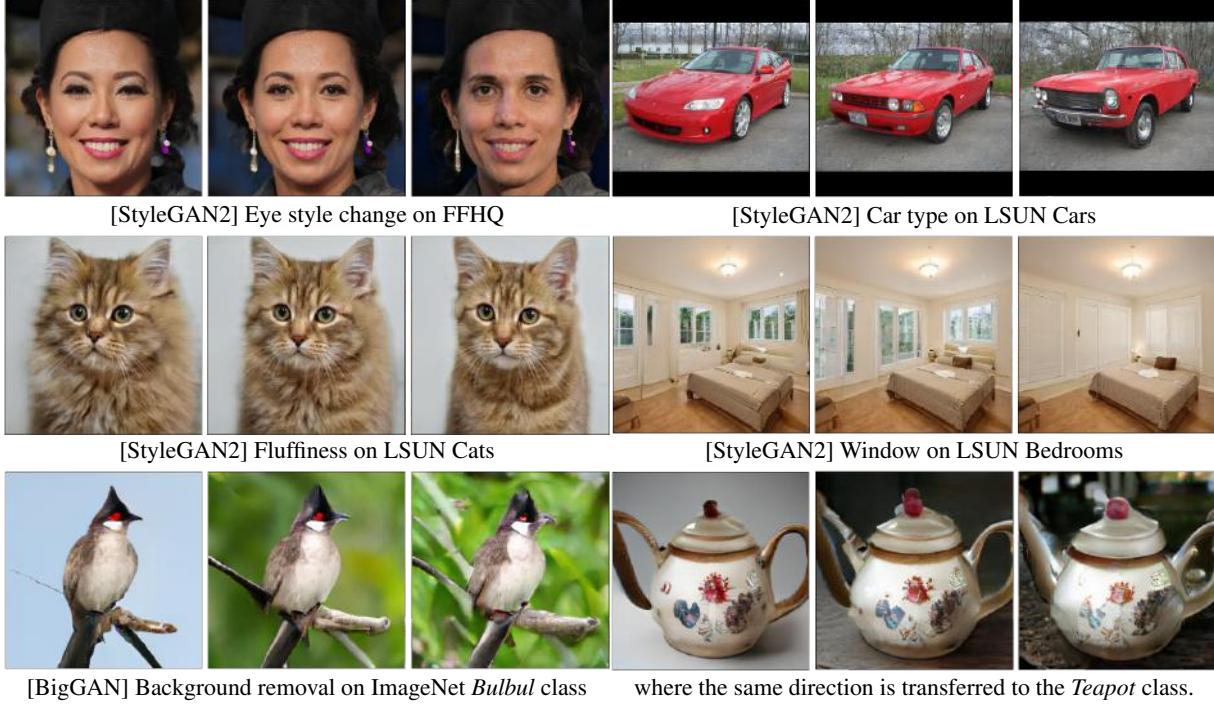 [StyleGAN2] Eye style change on FFHQ
[StyleGAN2] Car type on LSUN Cars
[StyleGAN2] Fluffiness on LSUN Cats
[StyleGAN2] Window on LSUN Bedrooms
[BigGAN] Background removal on ImageNet Bulbul class
where the same direction is transferred to the Teapot class.